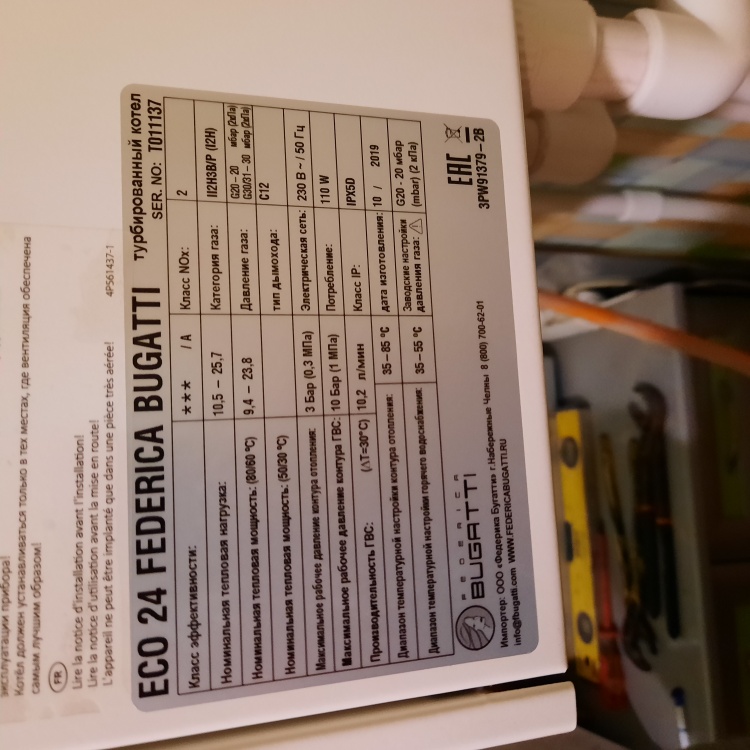 эксплуатации прибора!
Котёл должен устанавливаться только в тех местах, где вентиляция обеспечена
самым лучшим образом!
FR
Lire la notice d'installation avant l'installation!
Lire la notice d'utilisation avant la mise en route!
L'appareil ne peut être implanté que dans une pièce très aérée!
4PS61437-1
ECO 24 FEDERICA BUGATTI турбированный котел
SER. NO: T011137
Класс эффективности: ★★★ / A Класс NOx: 2
Номинальная тепловая нагрузка: 10,5 – 25,7 Категория газа: II2H3B/P (I2H)
Номинальная тепловая мощность: (80/60 °C) 9,4 – 23,8 Давление газа: G20 – 20 мбар (2кПа)
G30/31 – 30 мбар (2кПа)
Номинальная тепловая мощность: (50/30 °C) тип дымохода: C12
Максимальное рабочее давление контура отопления: 3 Бар (0,3 МПа) Электрическая сеть: 230 В ~ / 50 Гц
Максимальное рабочее давление контура ГВС: 10 Бар (1 МПа) Потребление: 110 W
Производительность ГВС: (ΔT=30°C) 10,2 л/мин Класс IP: IPX5D
Диапазон температурной настройки контура отопления: 35–85 °C дата изготовления: 10 / 2019
Диапазон температурной настройки горячего водоснабжения: 35–55 °C Заводские настройки
давления газа: G20 - 20 мбар
(mbar) (2 кПа)
FEDERICA
BUGATTI
EAC
3PW91379–2B
Импортер: ООО «Федерика Бугатти» г.Набережные Челны 8 (800) 700-62-01
info@fbugatti.com WWW.FEDERICABUGATTI.RU